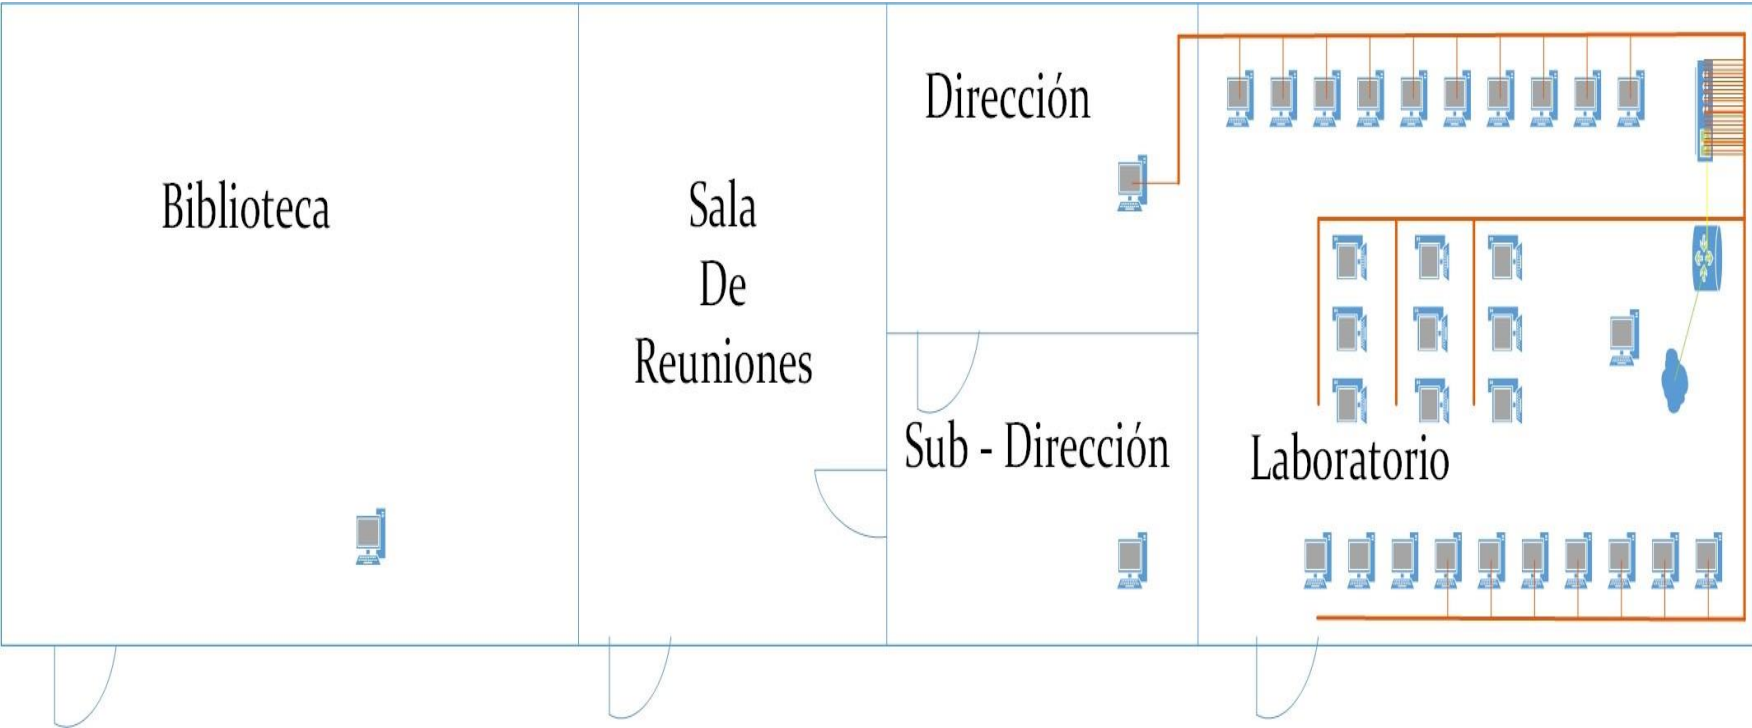 Biblioteca
Sala
De
Reuniones
Dirección
Sub - Dirección
Laboratorio